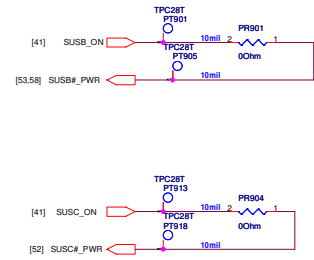 TPC28T
PT901
PR901
[41] SUSB_ON 10mil 2 1
TPC28T
PT905
0Ohm
[53,58] SUSB#_PWR 10mil
TPC28T
PT913
PR904
[41] SUSC_ON 10mil 2 1
TPC28T
PT918
0Ohm
[52] SUSC#_PWR 10mil